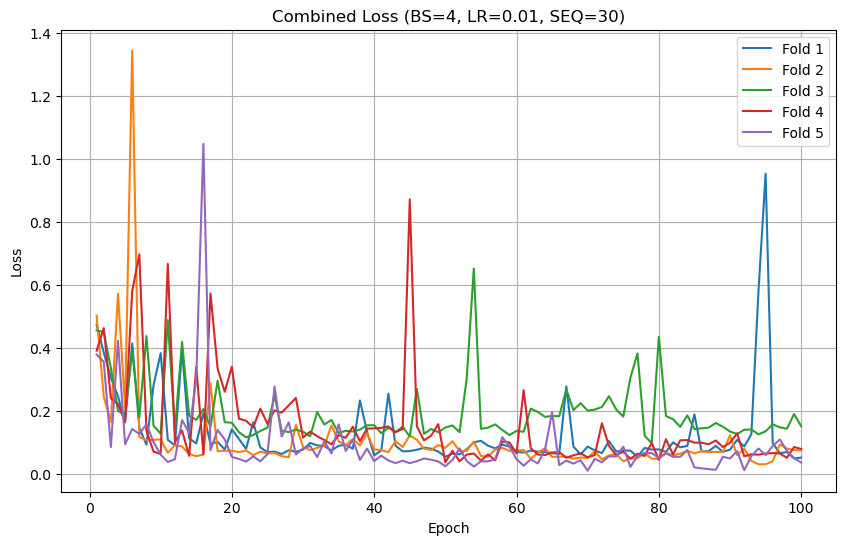 Combined Loss (BS=4, LR=0.01, SEQ=30)
1.4
1.2
1.0
0.8
0.6
0.4
0.2
0.0
Loss
Fold 1
Fold 2
Fold 3
Fold 4
Fold 5
0 20 40 60 80 100
Epoch